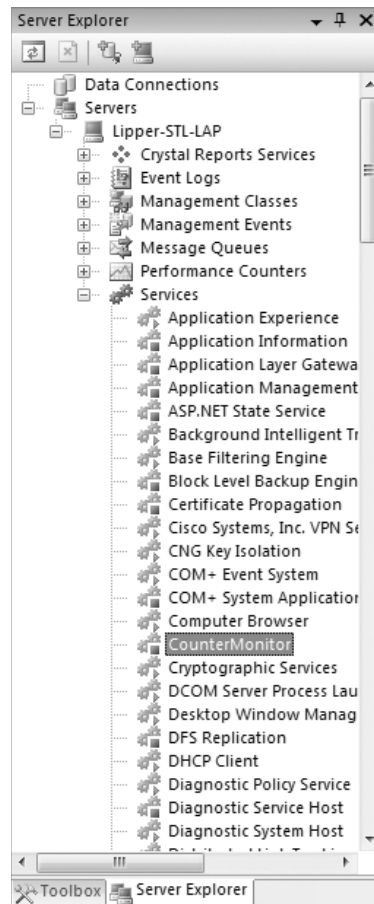 Server Explorer
Data Connections
Servers
Lipper-STL-LAP
Crystal Reports Services
Event Logs
Management Classes
Management Events
Message Queues
Performance Counters
Services
Application Experience
Application Information
Application Layer Gatewa
Application Management
ASP.NET State Service
Background Intelligent Tr
Base Filtering Engine
Block Level Backup Engin
Certificate Propagation
Cisco Systems, Inc. VPN Se
CNG Key Isolation
COM+ Event System
COM+ System Application
Computer Browser
CounterMonitor
Cryptographic Services
DCOM Server Process Lau
Desktop Window Manag
DFS Replication
DHCP Client
Diagnostic Policy Service
Diagnostic Service Host
Diagnostic System Host
Toolbox Server Explorer